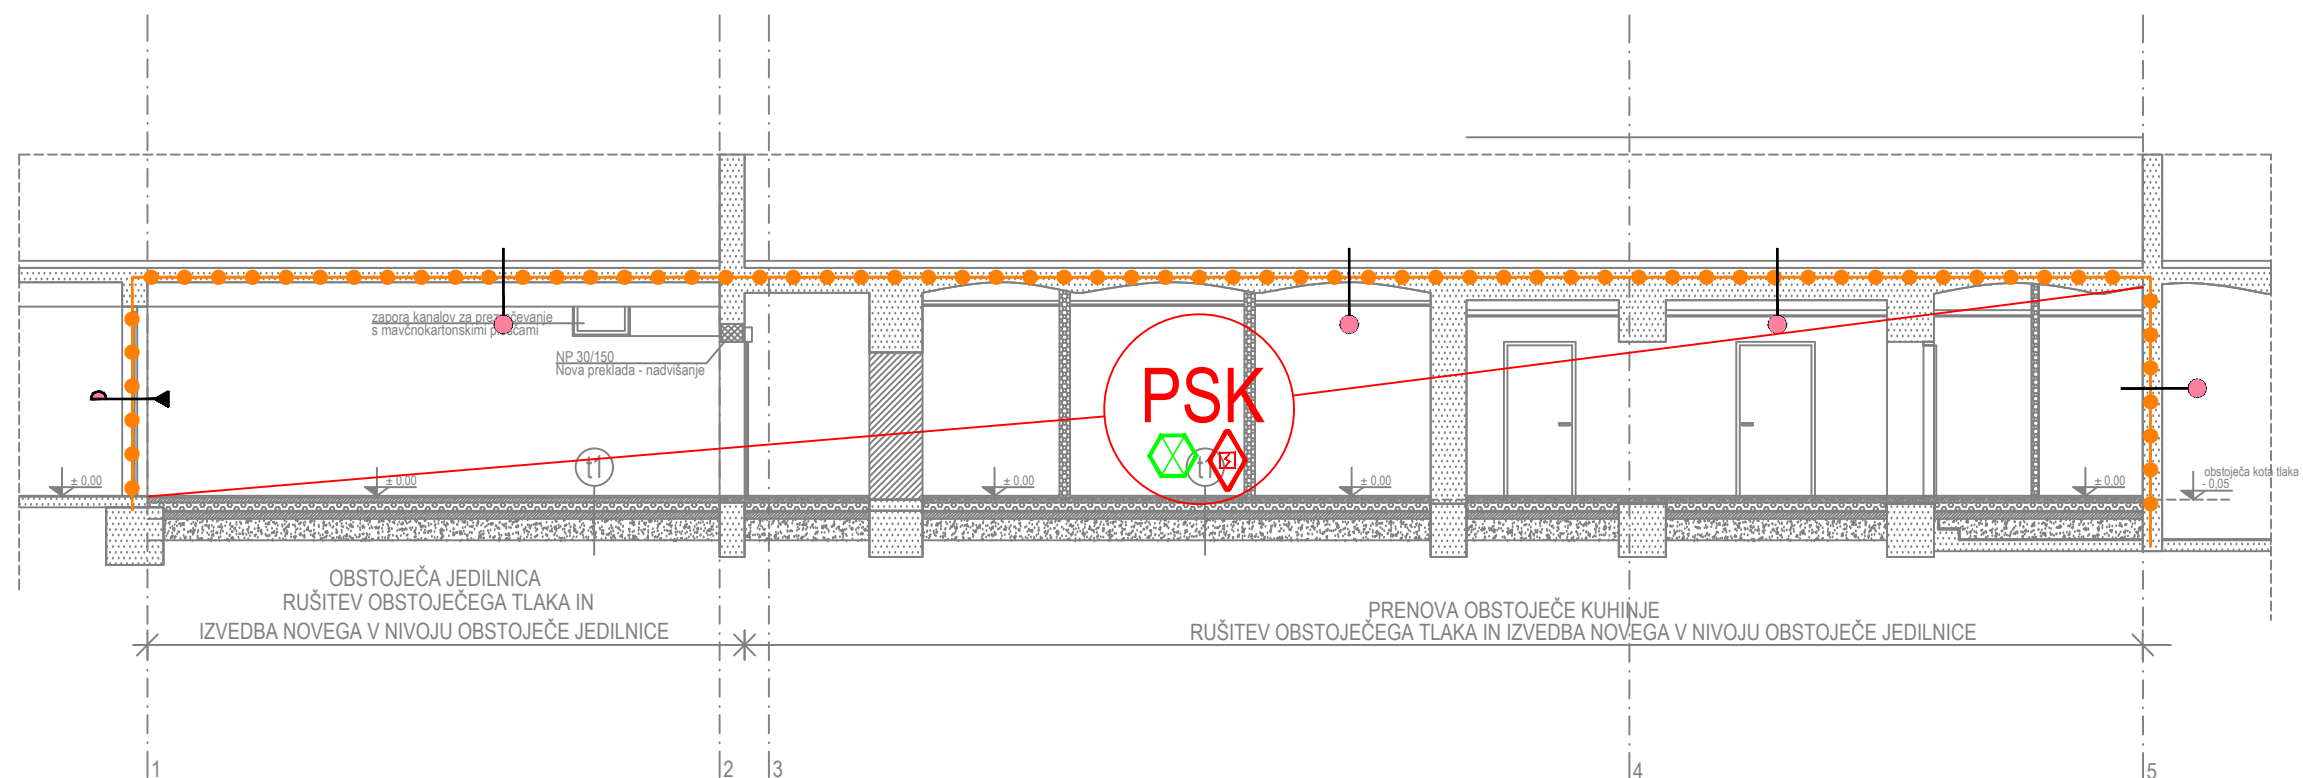 zapora kanalov za prezračevanje
s mavčnokartonskimi ploščami
NP 30/150
Nova preklada - nadvišanje
PSK
t1
t1
± 0,00
± 0,00
± 0,00
± 0,00
± 0,00
obstoječa kota tlaka
- 0,05
OBSTOJEČA JEDILNICA
RUŠITEV OBSTOJEČEGA TLAKA IN
IZVEDBA NOVEGA V NIVOJU OBSTOJEČE JEDILNICE
PRENOVA OBSTOJEČE KUHINJE
RUŠITEV OBSTOJEČEGA TLAKA IN IZVEDBA NOVEGA V NIVOJU OBSTOJEČE JEDILNICE
1
2
3
4
5